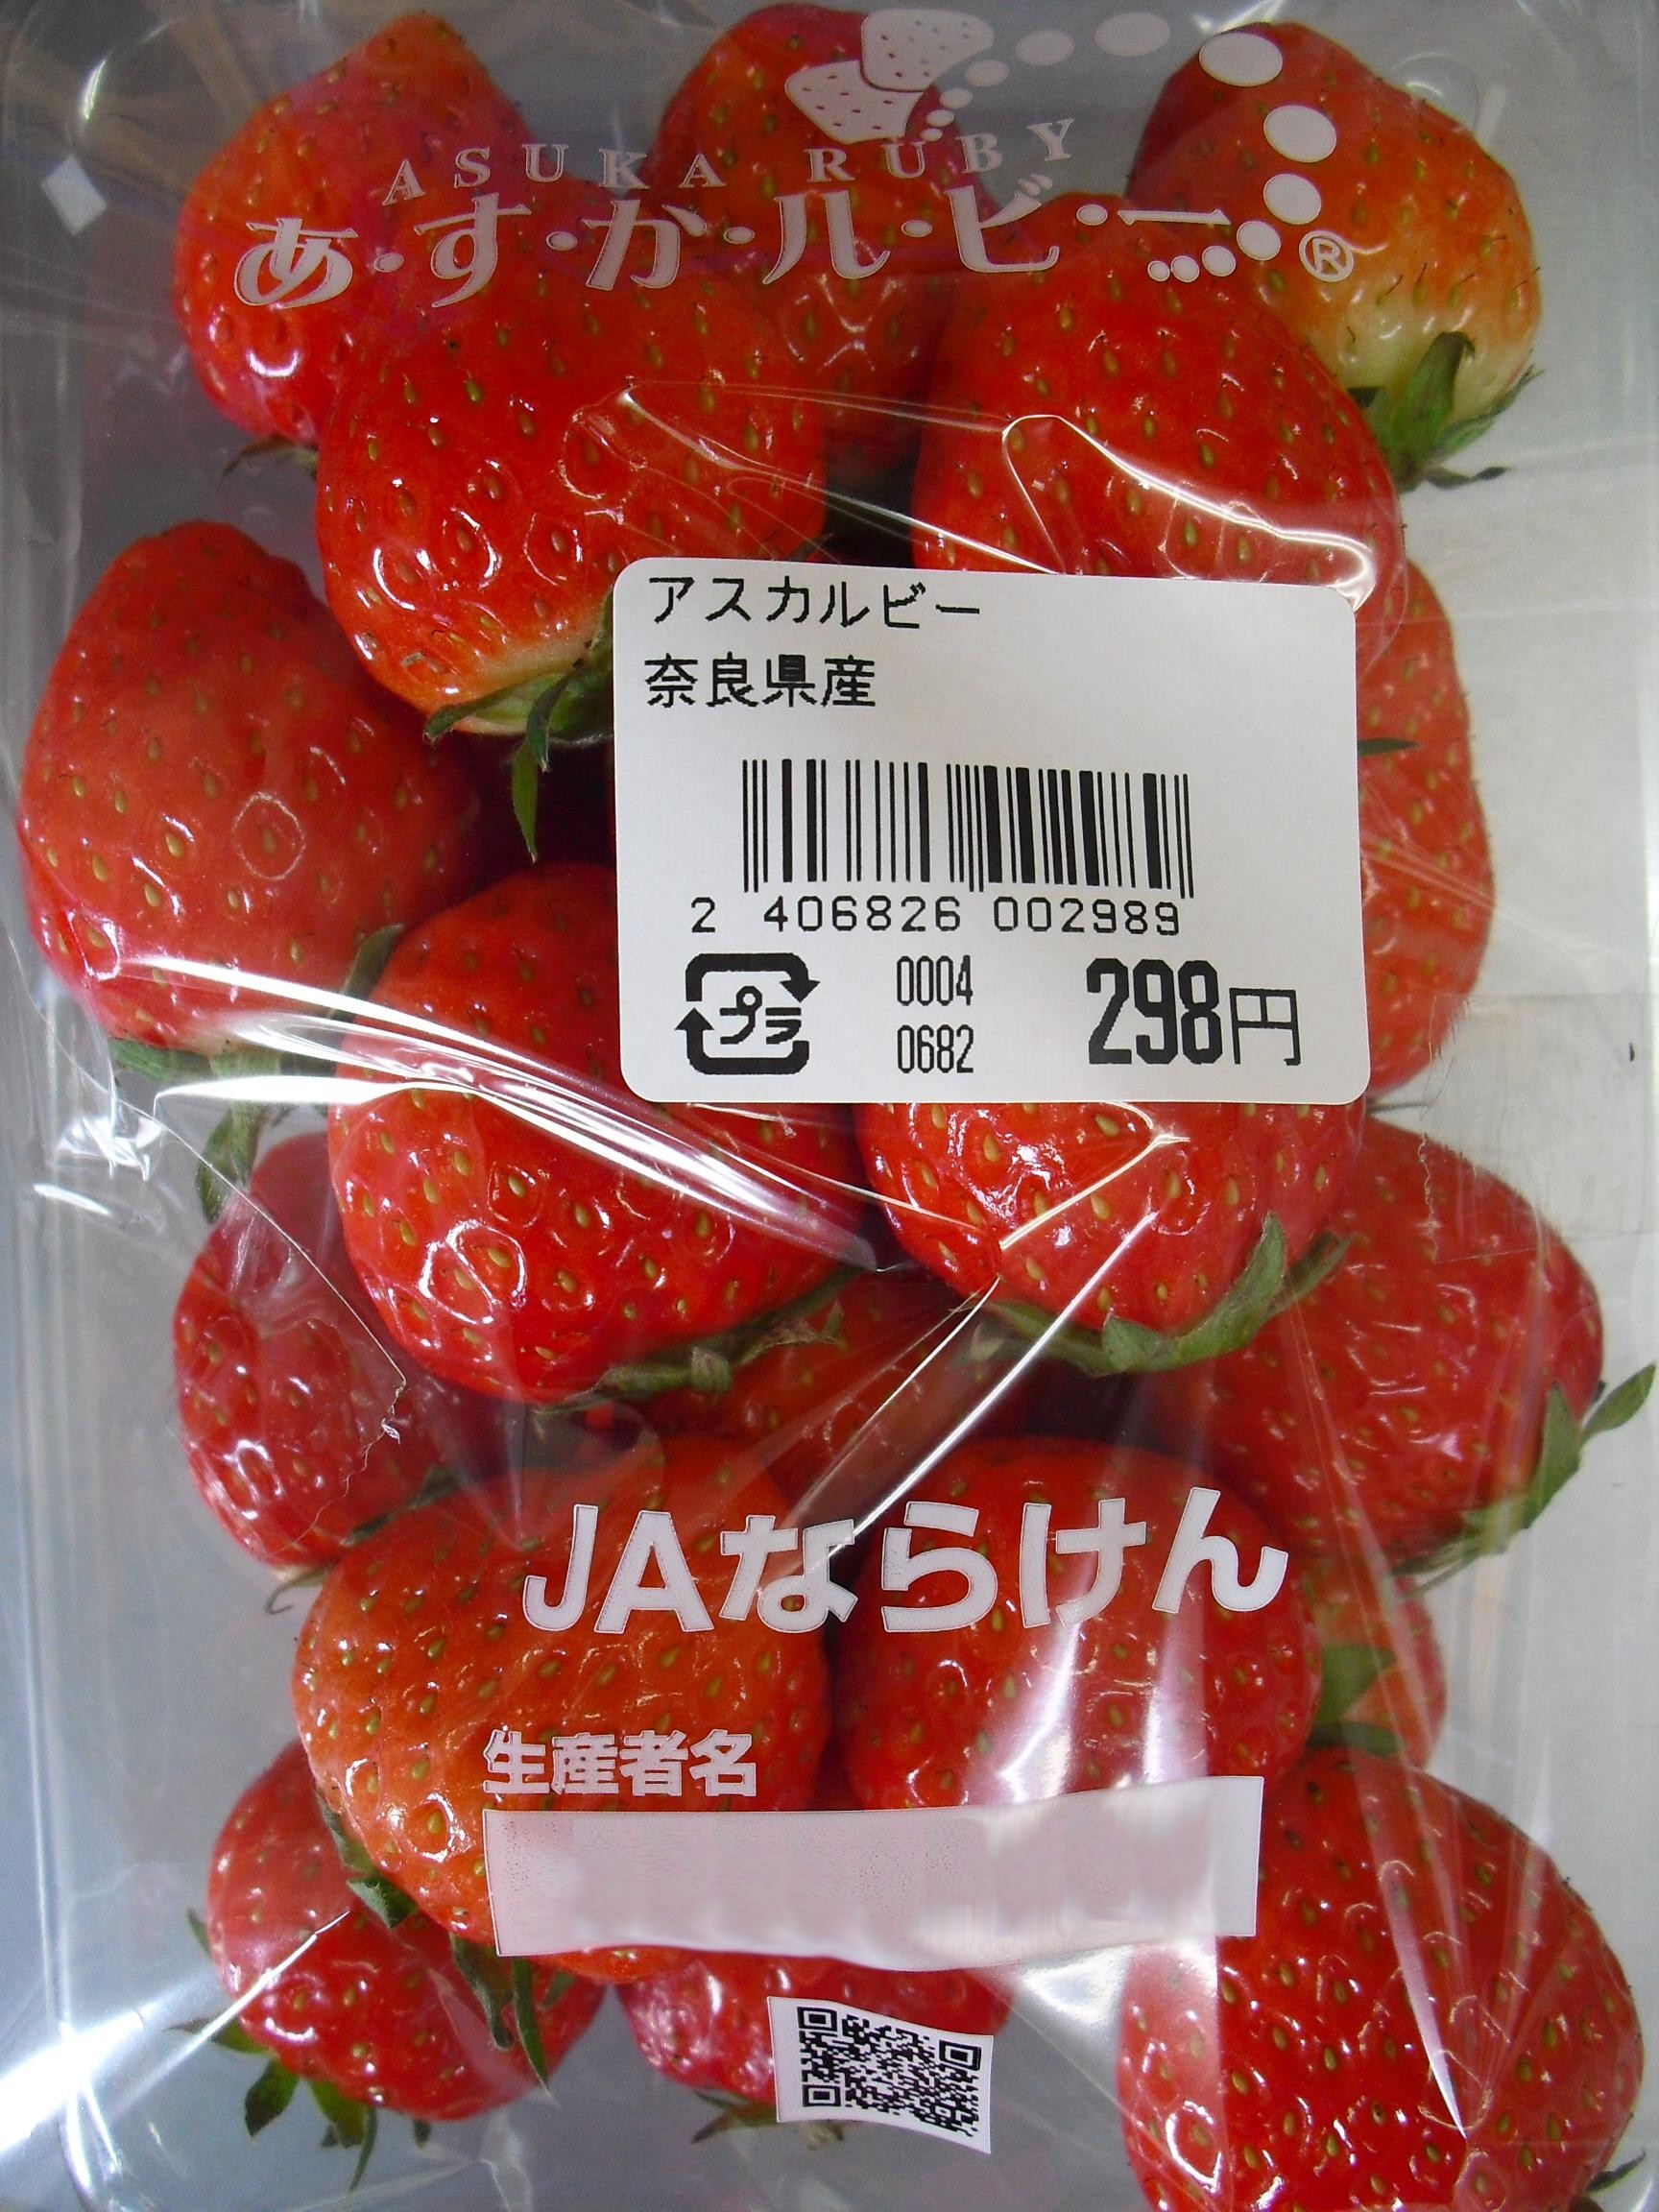 ASUKA RUBY
あ・す・か・ル・ビ・ー®
アスカルビー
奈良県産
2 406826 002989
プラ
0004
0682
298円
JAならけん
生産者名